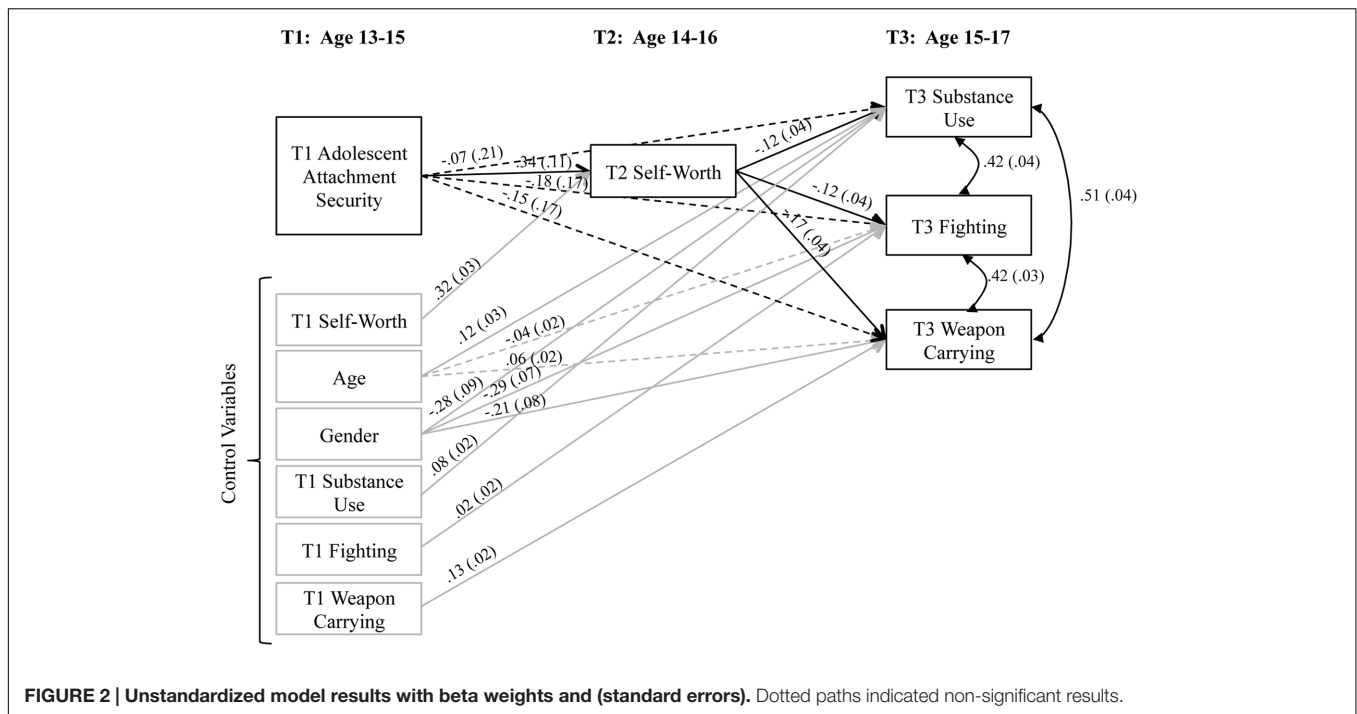 T1: Age 13-15
T2: Age 14-16
T3: Age 15-17
T1 Adolescent
Attachment
Security
T2 Self-Worth
T3 Substance
Use
T3 Fighting
T3 Weapon
Carrying
-.07 (.21)
.34 (.11)
-.18 (.17)
-.15 (.17)
-.12 (.04)
-.12 (.04)
-.17 (.04)
.42 (.04)
.51 (.04)
.42 (.03)
Control Variables
T1 Self-Worth
Age
Gender
T1 Substance
Use
T1 Fighting
T1 Weapon
Carrying
.32 (.03)
.12 (.03)
-.04 (.02)
.06 (.02)
-.28 (.09)
-.29 (.07)
-.21 (.08)
.08 (.02)
.02 (.02)
.13 (.02)
FIGURE 2 | Unstandardized model results with beta weights and (standard errors). Dotted paths indicated non-significant results.